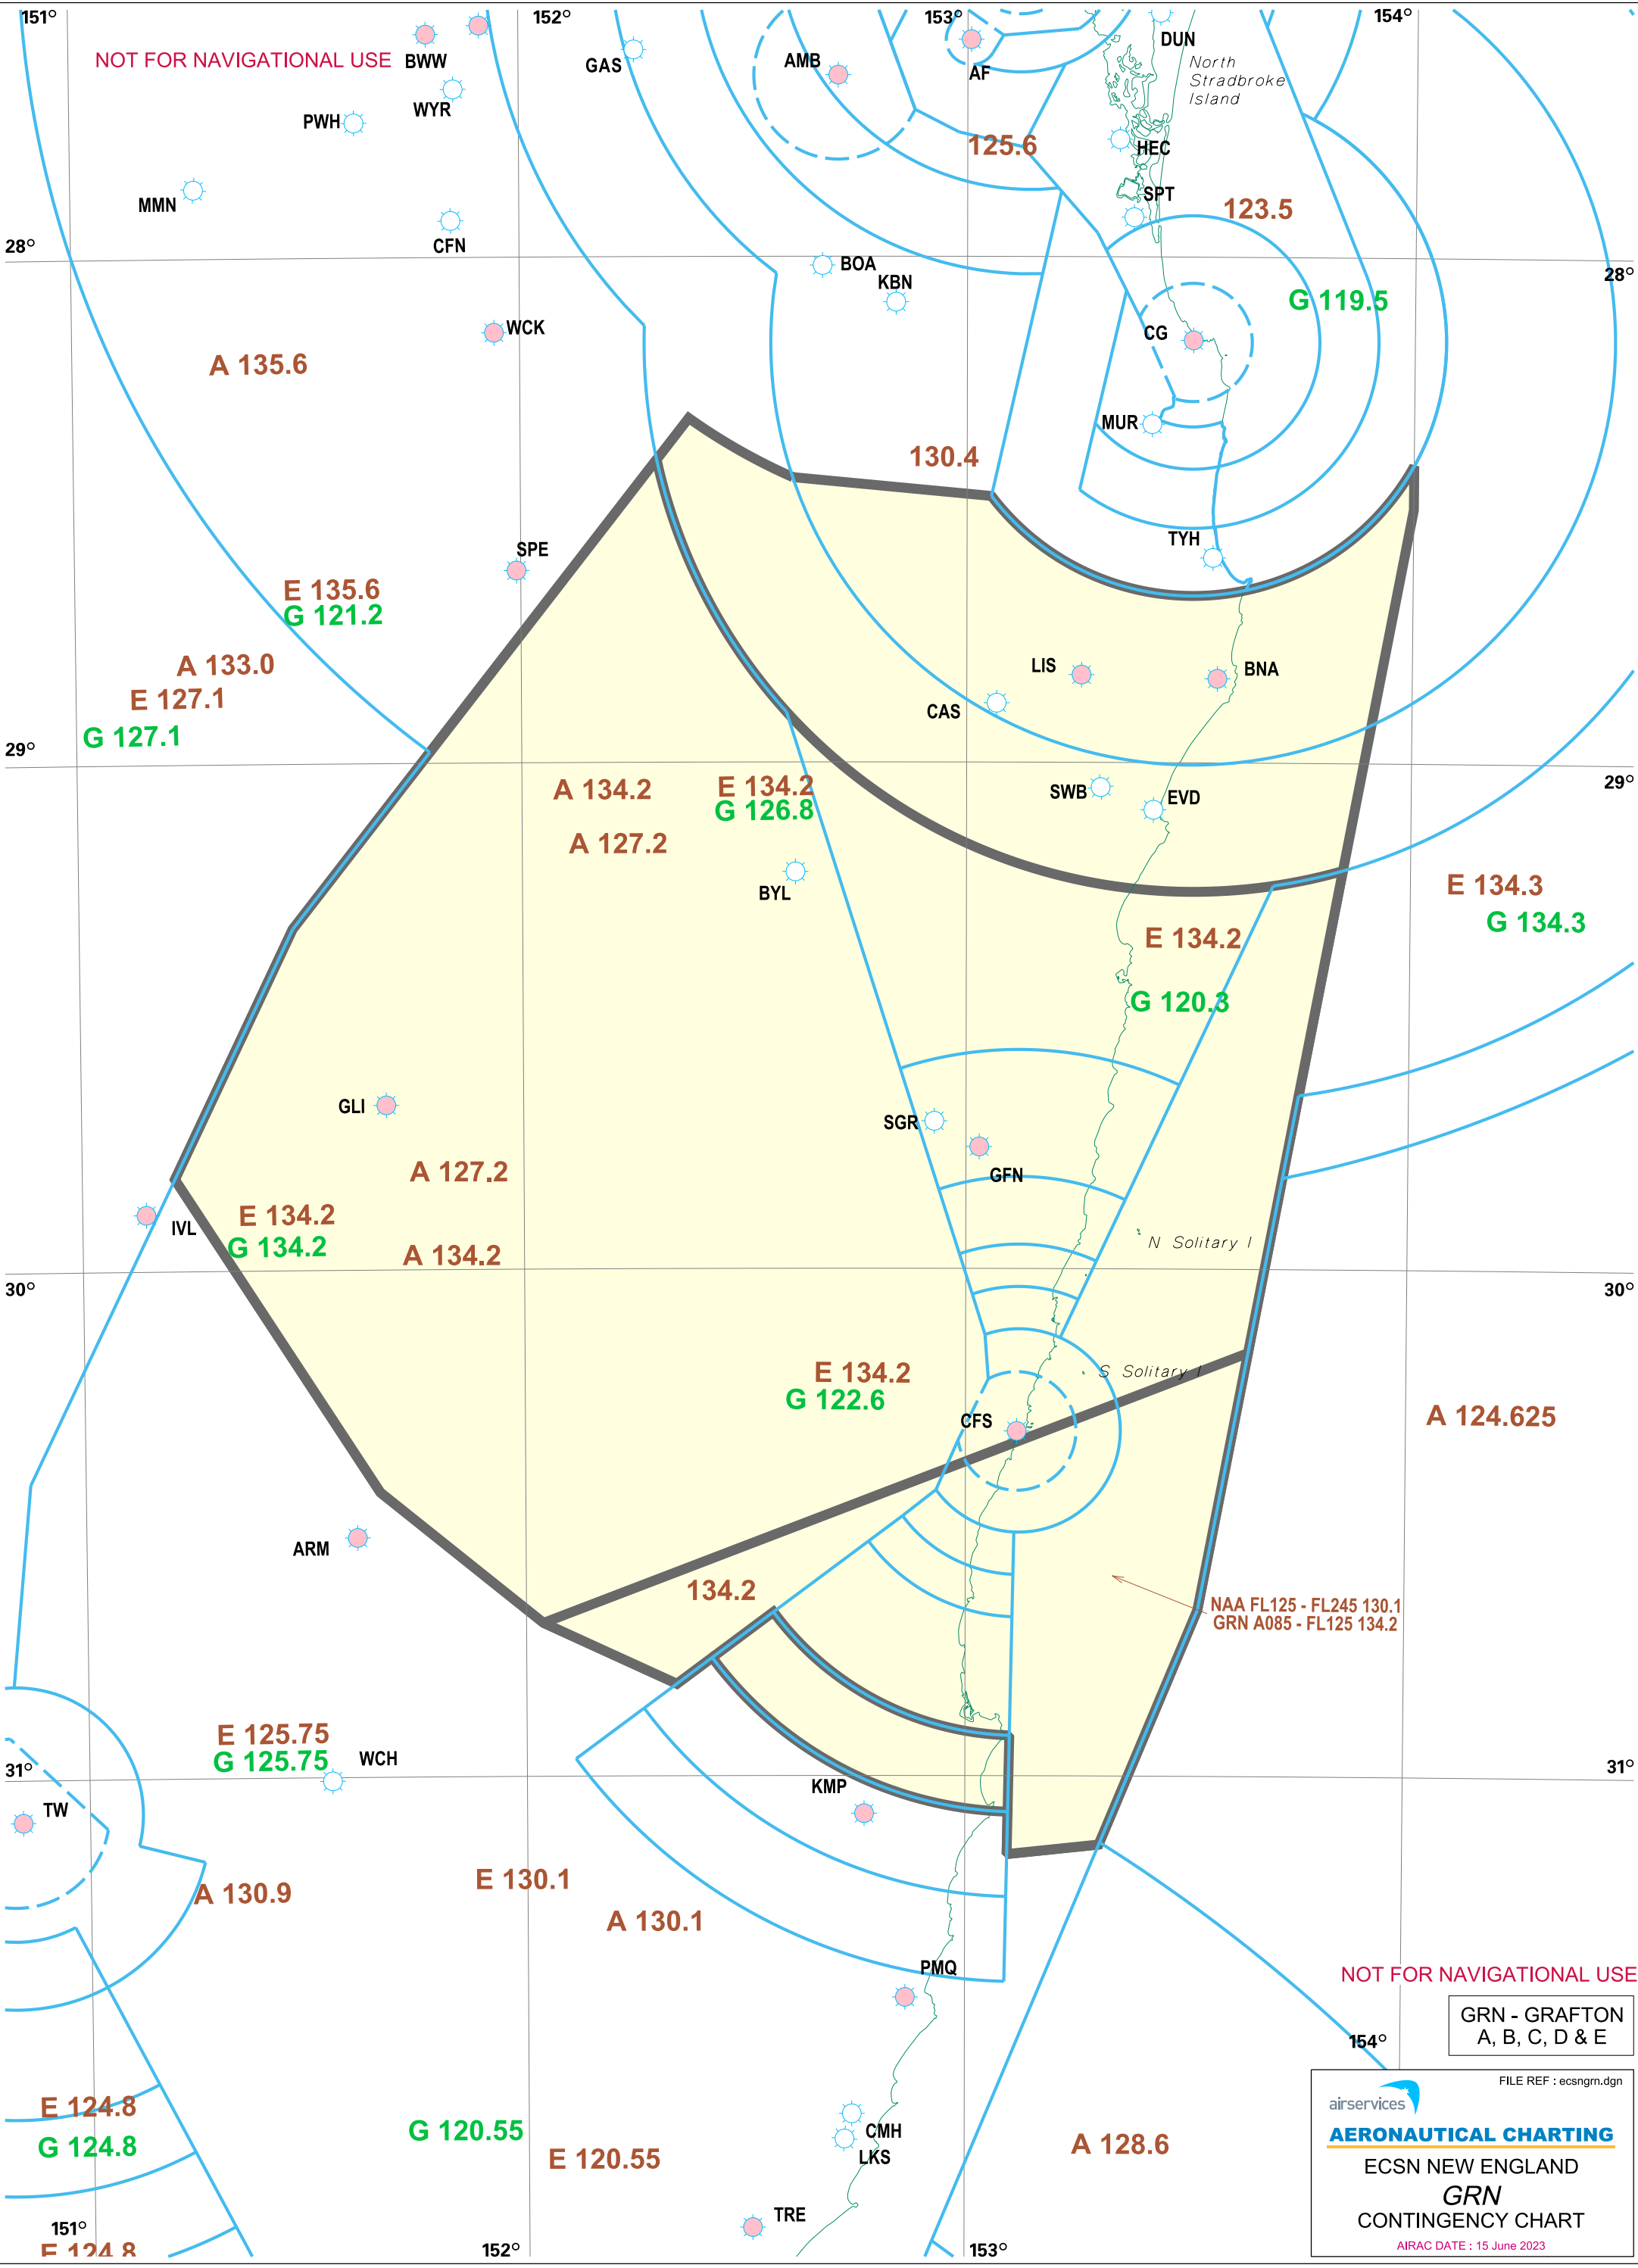 151°
152°
153°
154°
NOT FOR NAVIGATIONAL USE
BWW
GAS
AMB
AF
DUN
North
Stradbroke
Island
WYR
PWH
125.6
HEC
MMN
SPT
123.5
CFN
28°
28°
BOA
KBN
G 119.5
WCK
CG
A 135.6
MUR
130.4
TYH
SPE
E 135.6
G 121.2
A 133.0
E 127.1
G 127.1
LIS
BNA
CAS
29°
29°
A 134.2
E 134.2
G 126.8
SWB
EVD
A 127.2
BYL
E 134.3
G 134.3
E 134.2
G 120.3
GLI
SGR
GFN
A 127.2
IVL
E 134.2
G 134.2
A 134.2
N Solitary I
30°
30°
E 134.2
G 122.6
S Solitary I
CFS
A 124.625
ARM
134.2
NAA FL125 - FL245 130.1
GRN A085 - FL125 134.2
E 125.75
G 125.75
WCH
31°
31°
KMP
TW
E 130.1
A 130.9
A 130.1
PMQ
NOT FOR NAVIGATIONAL USE
GRN - GRAFTON
A, B, C, D & E
154°
FILE REF : ecsngrn.dgn
airservices
AERONAUTICAL CHARTING
ECSN NEW ENGLAND
GRN
CONTINGENCY CHART
AIRAC DATE : 15 June 2023
E 124.8
G 124.8
G 120.55
E 120.55
CMH
LKS
A 128.6
TRE
151°
E 124.8
152°
153°